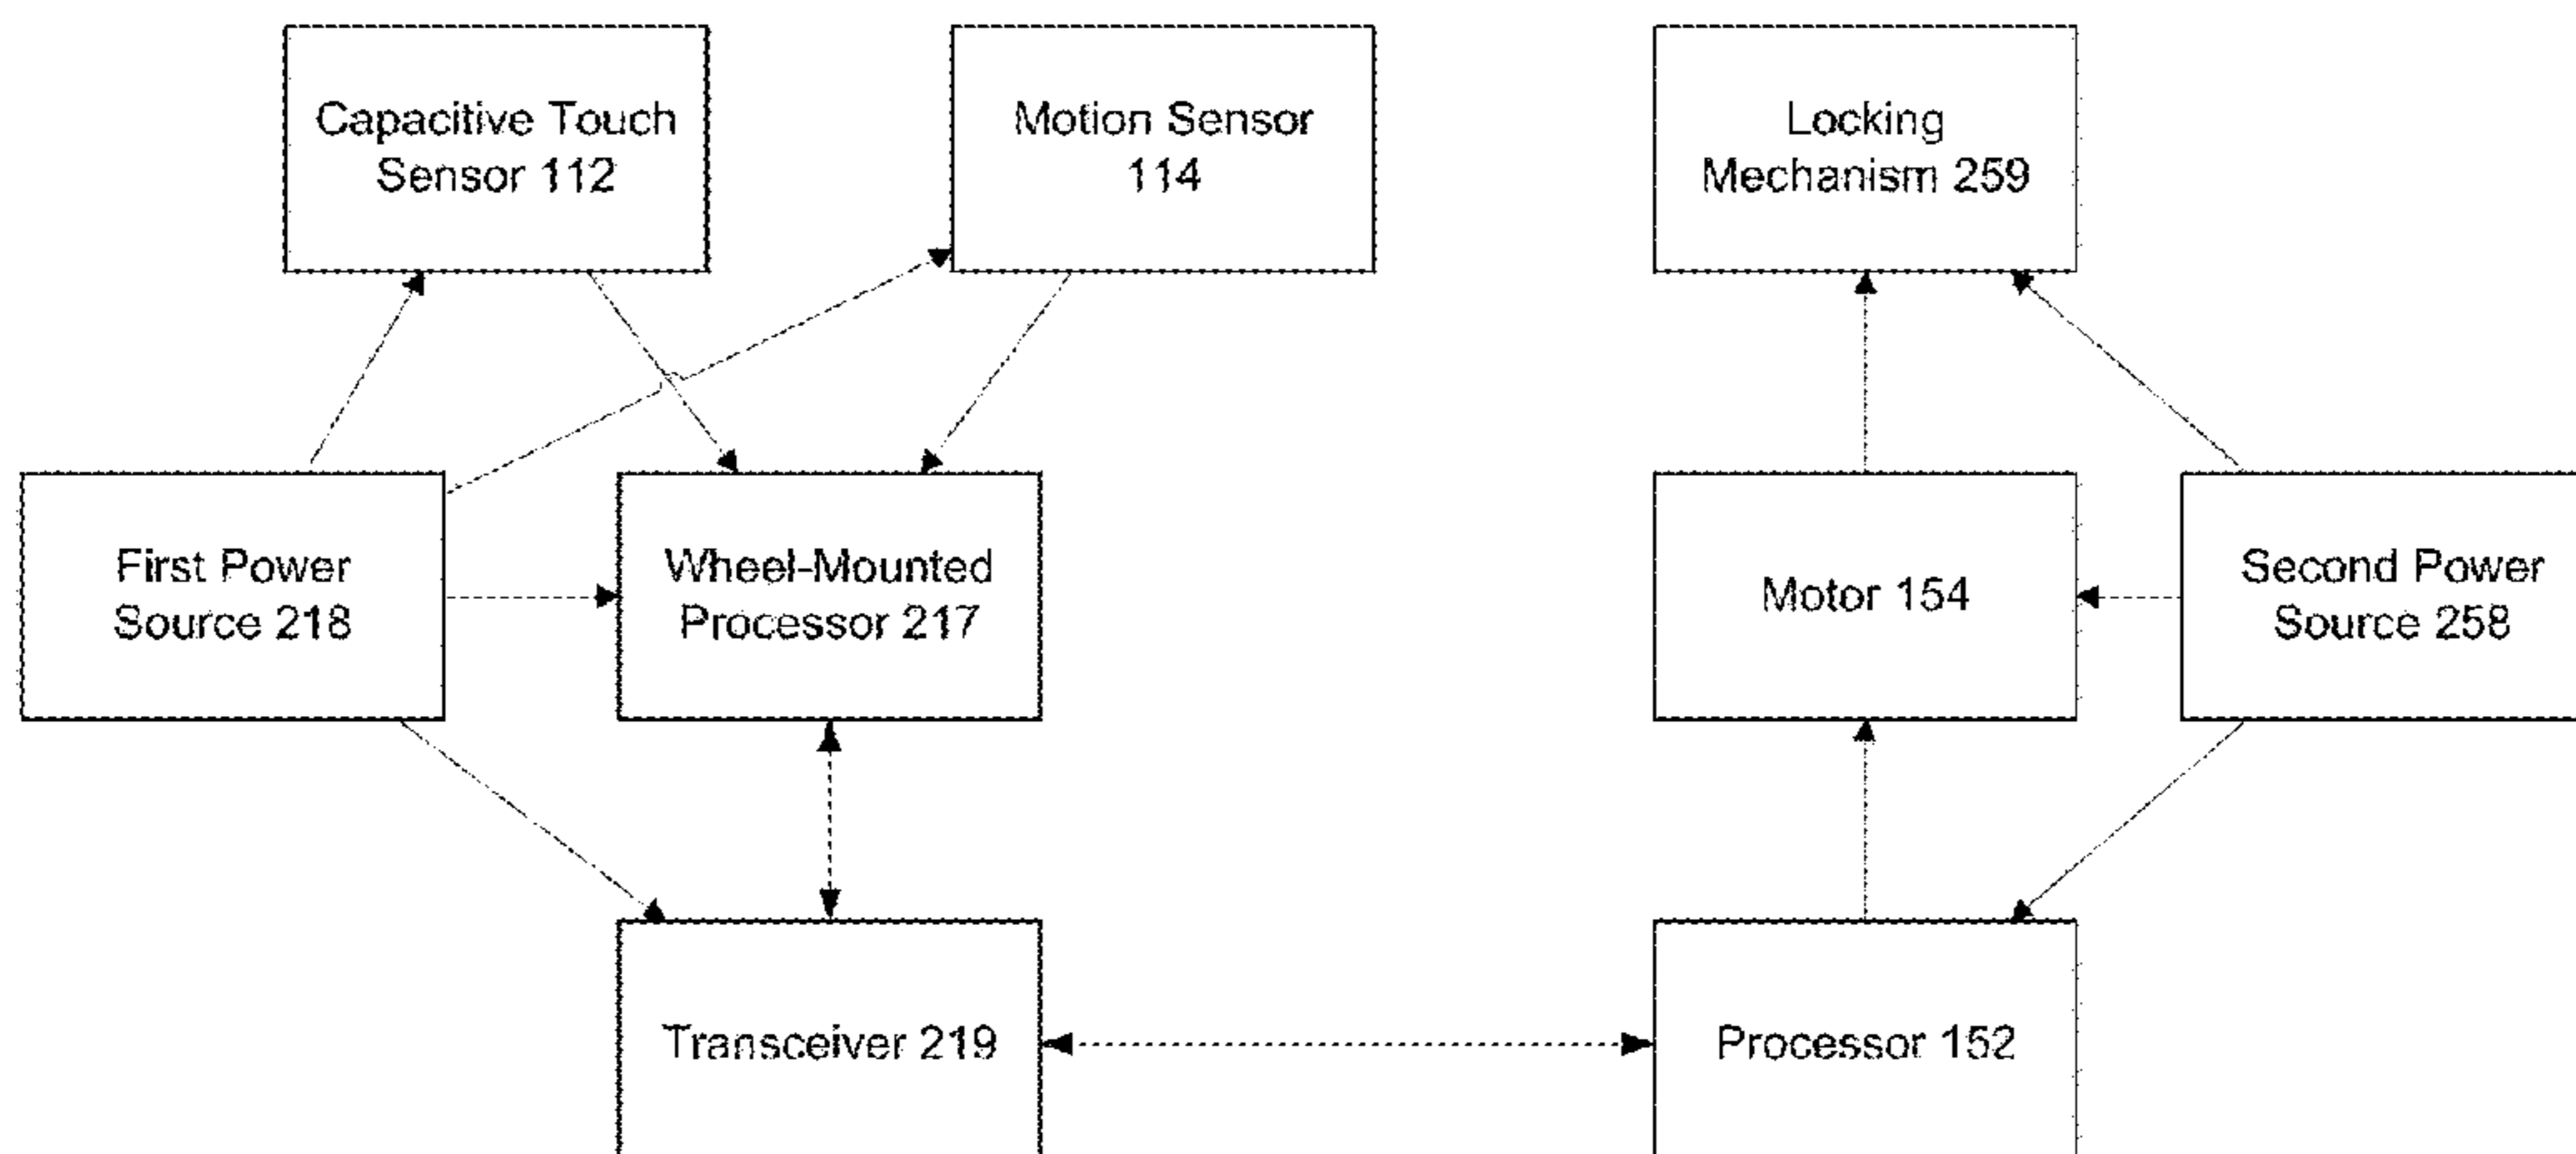 Capacitive Touch
Sensor 112
Motion Sensor
114
Locking
Mechanism 259
First Power
Source 218
Wheel-Mounted
Processor 217
Motor 154
Second Power
Source 258
Transceiver 219
Processor 152